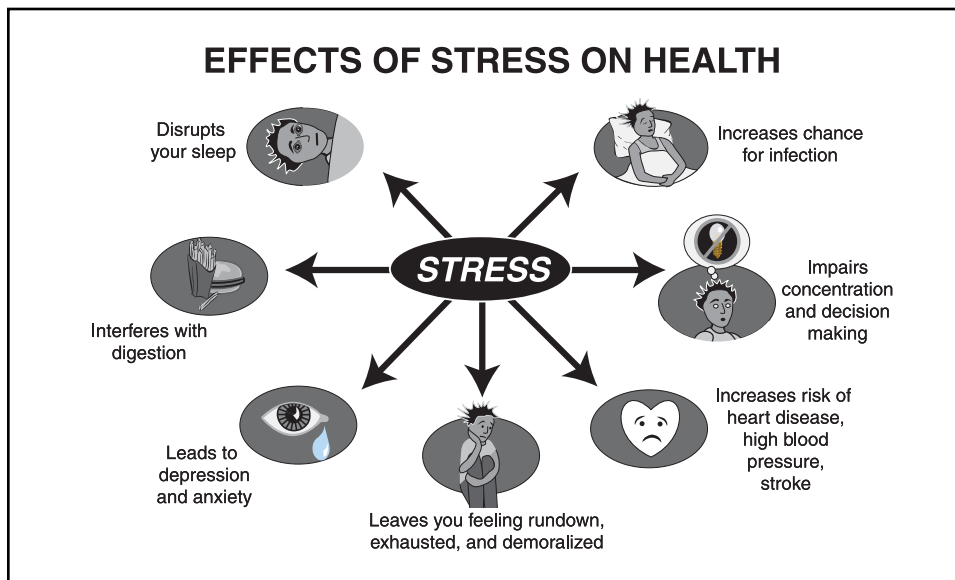 EFFECTS OF STRESS ON HEALTH
Disrupts
your sleep
Increases chance
for infection
STRESS
Interferes with
digestion
Impairs
concentration
and decision
making
Leads to
depression
and anxiety
Leaves you feeling rundown,
exhausted, and demoralized
Increases risk of
heart disease,
high blood
pressure,
stroke